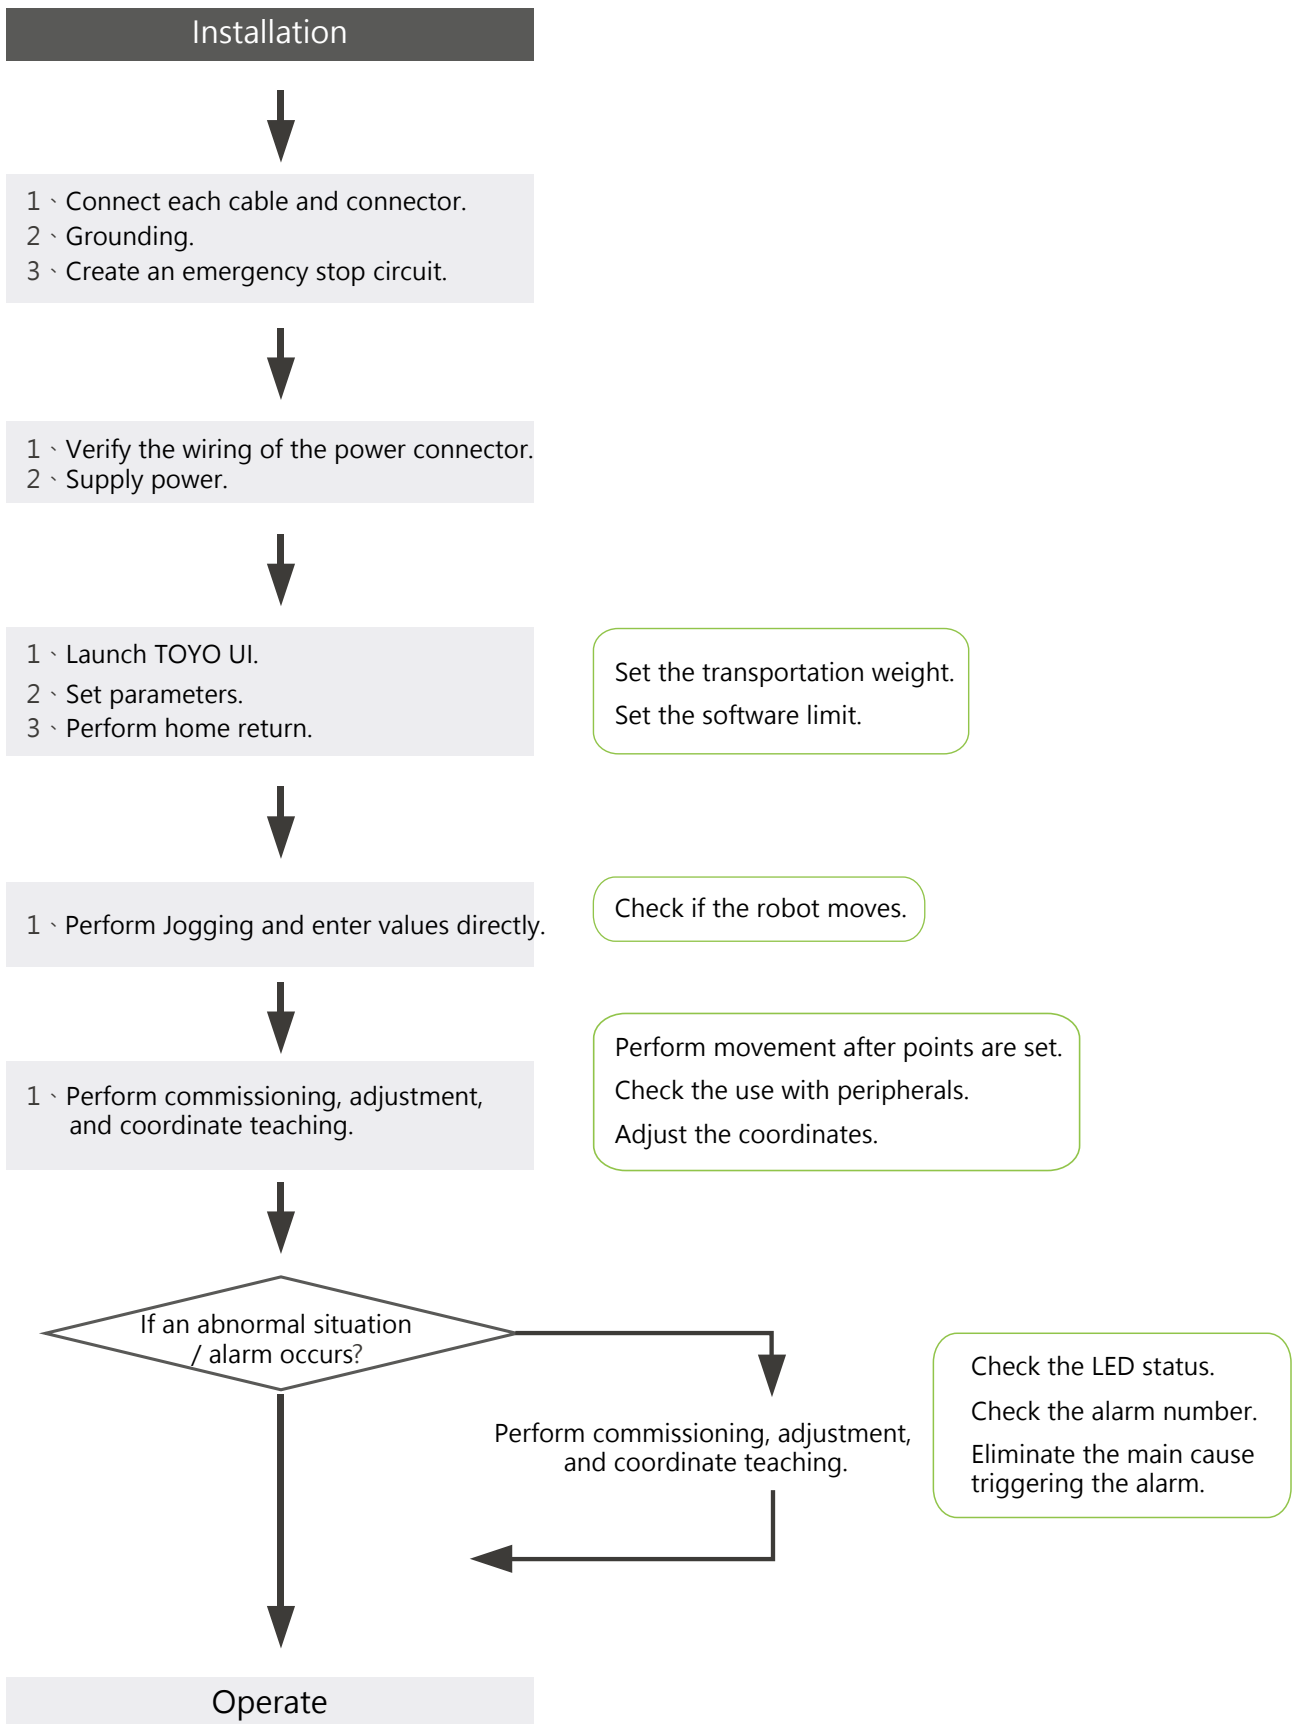 Installation
1、Connect each cable and connector.
2、Grounding.
3、Create an emergency stop circuit.
1、Verify the wiring of the power connector.
2、Supply power.
1、Launch TOYO UI.
2、Set parameters.
3、Perform home return.
Set the transportation weight.
Set the software limit.
1、Perform Jogging and enter values directly.
Check if the robot moves.
1、Perform commissioning, adjustment,
and coordinate teaching.
Perform movement after points are set.
Check the use with peripherals.
Adjust the coordinates.
If an abnormal situation
/ alarm occurs?
Perform commissioning, adjustment,
and coordinate teaching.
Check the LED status.
Check the alarm number.
Eliminate the main cause
triggering the alarm.
Operate